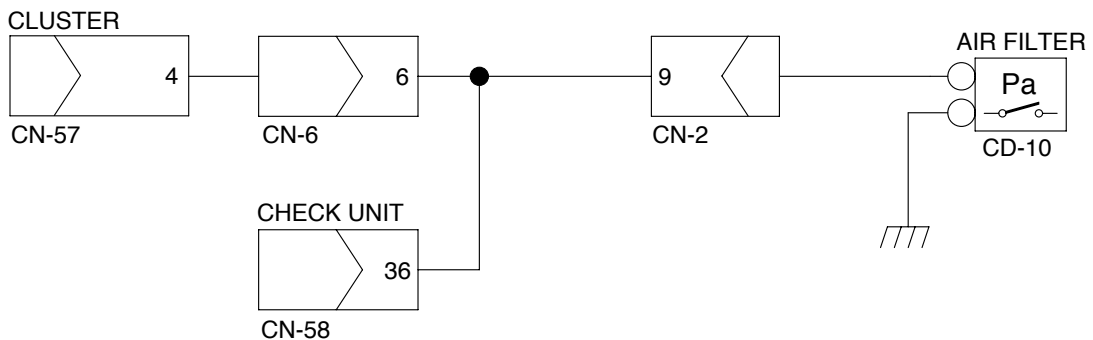 CLUSTER
4
CN-57
6
CN-6
9
CN-2
AIR FILTER
Pa
CD-10
CHECK UNIT
36
CN-58